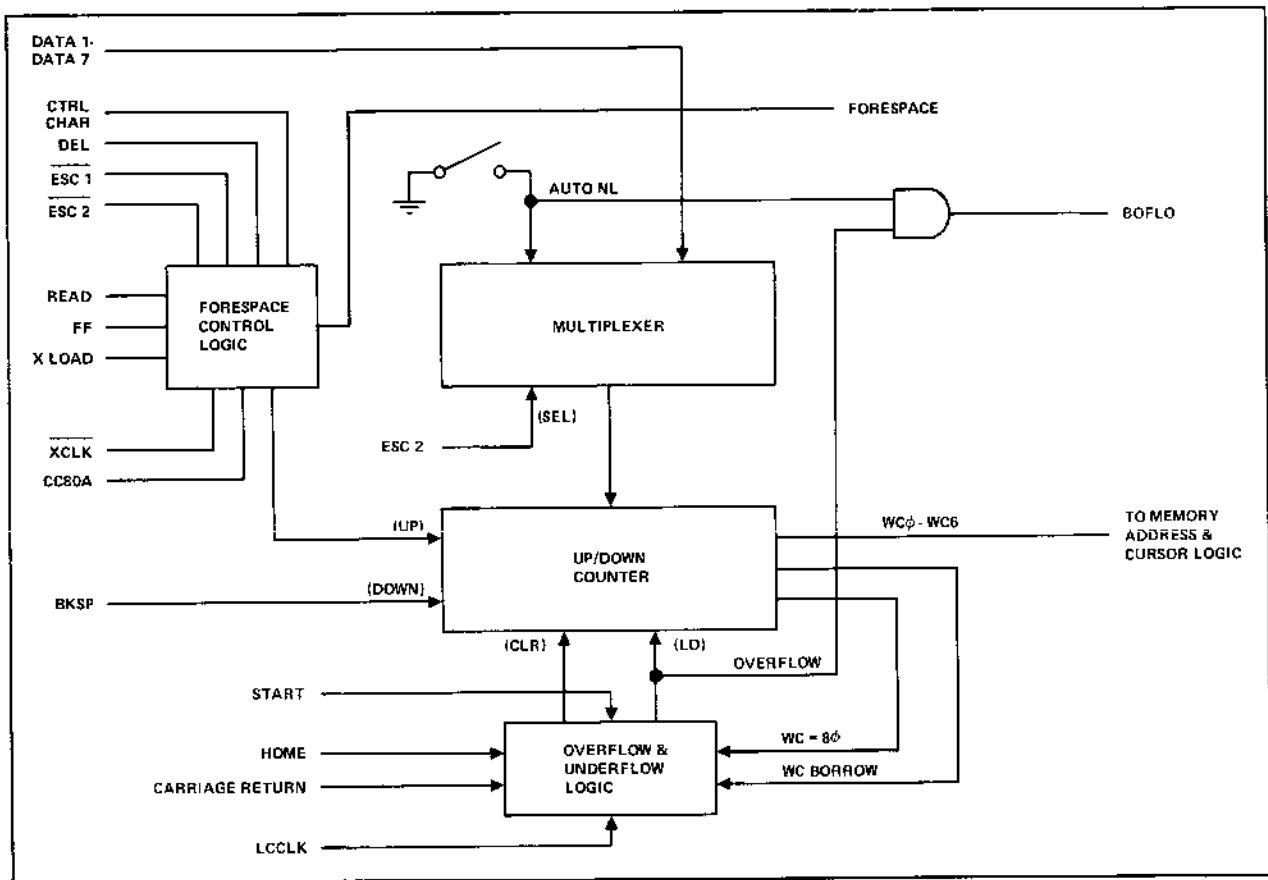 DATA 1-
DATA 7
CTRL
CHAR
DEL
ESC 1
ESC 2
READ
FF
X LOAD
XCLK
CC80A
FORESPACE
CONTROL
LOGIC
FORESPACE
AUTO NL
BOFLO
MULTIPLEXER
(SEL)
ESC 2
(UP)
(DOWN)
BKSP
UP/DOWN
COUNTER
WCϕ - WC6
TO MEMORY
ADDRESS &
CURSOR LOGIC
(CLR)
(LD)
OVERFLOW
START
HOME
CARRIAGE RETURN
LCCLK
OVERFLOW &
UNDERFLOW
LOGIC
WC = 8ϕ
WC BORROW